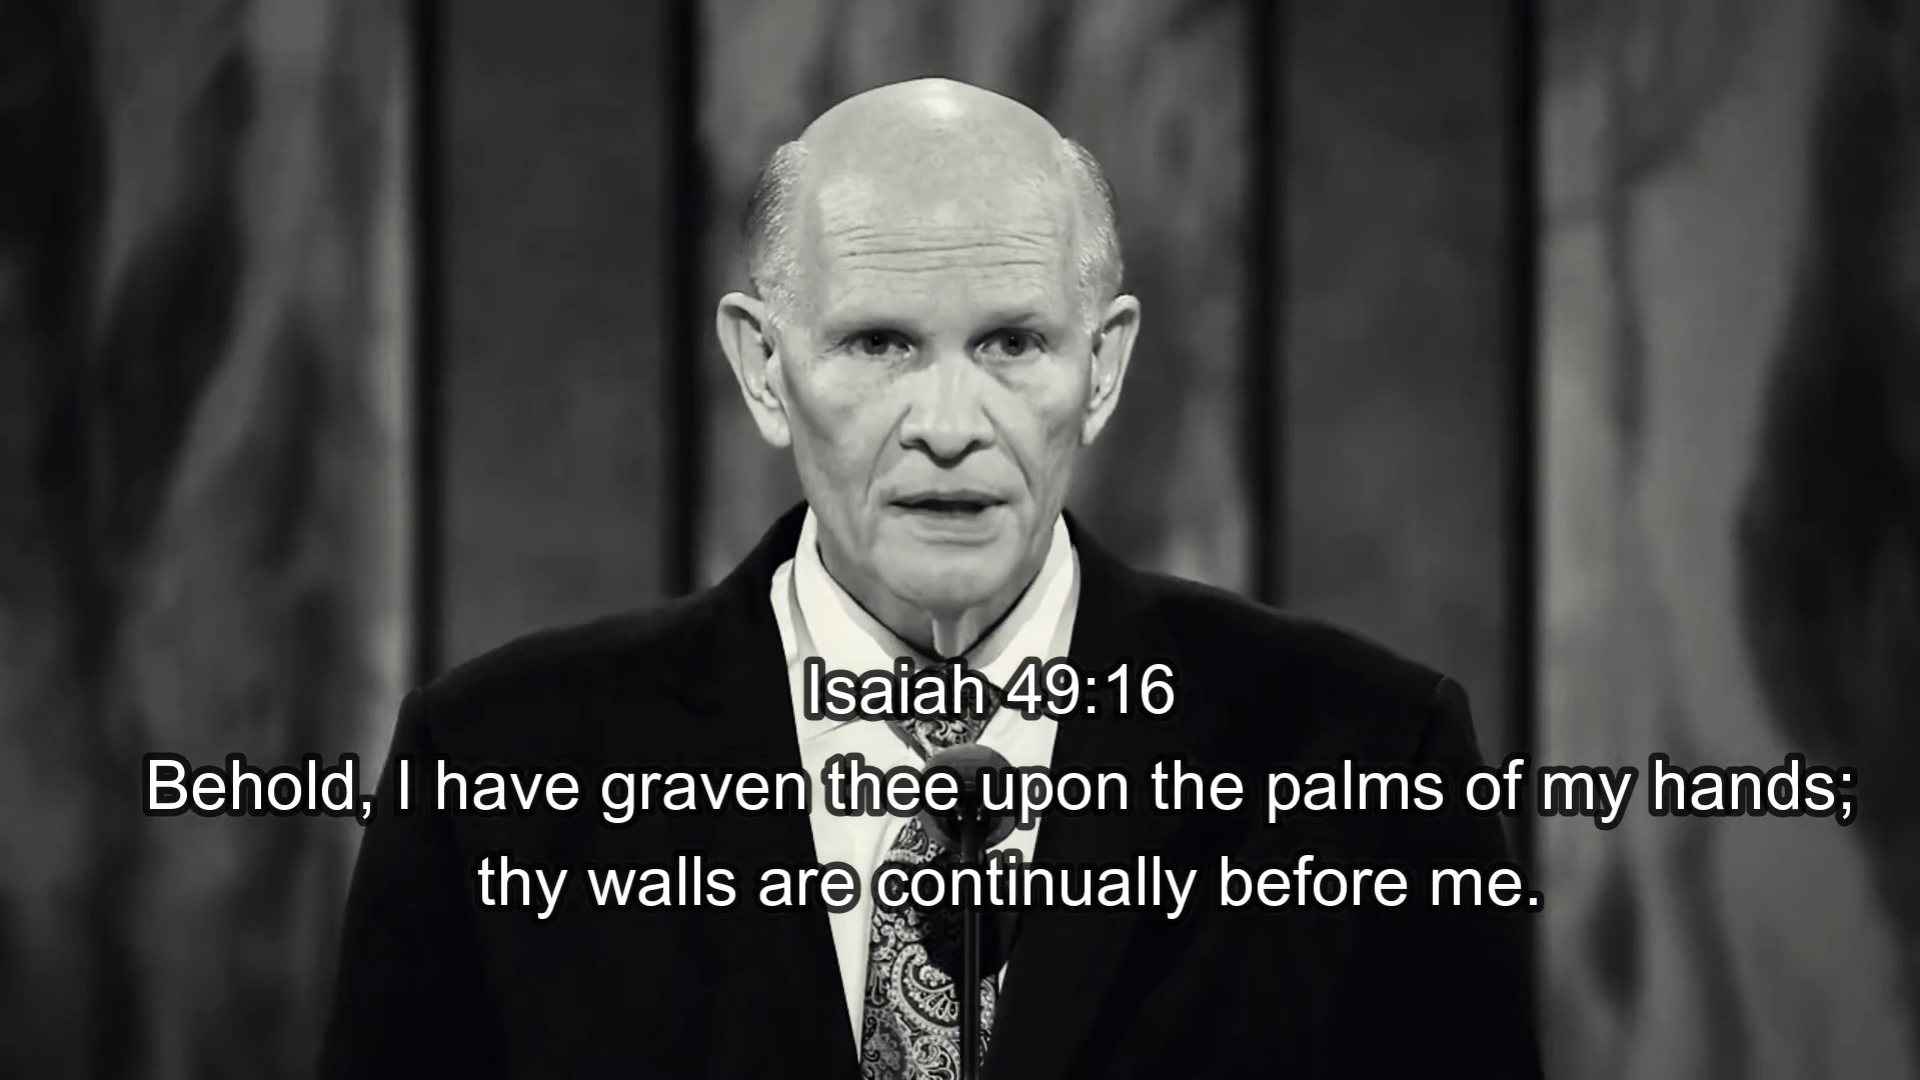 Isaiah 49:16
Behold, I have graven thee upon the palms of my hands;
thy walls are continually before me.